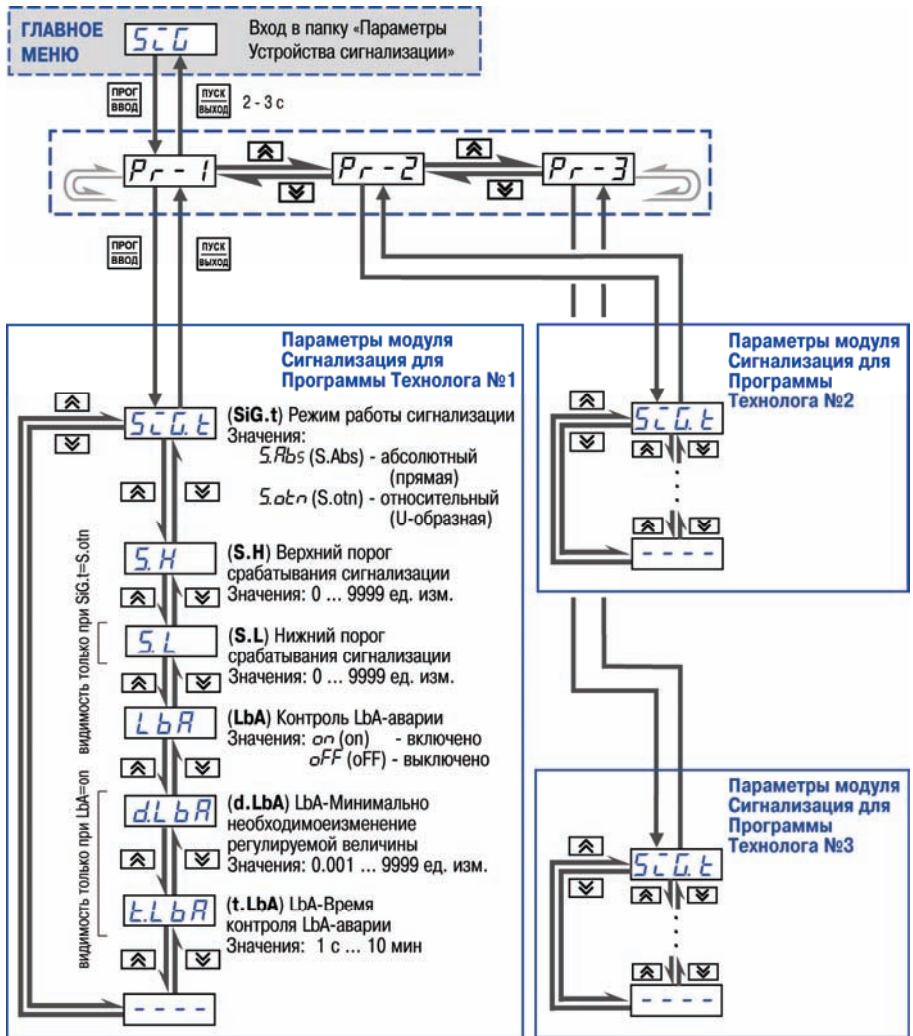 ГЛАВНОЕ
МЕНЮ
SiG
Вход в папку «Параметры
Устройства сигнализации»
ПРОГ
ВВОД
ПУСК
ВЫХОД
2 - 3 с
Pr - 1
Pr - 2
Pr - 3
ПРОГ
ВВОД
ПУСК
ВЫХОД
Параметры модуля
Сигнализация для
Программы Технолога №1
SiG.t
(SiG.t) Режим работы сигнализации
Значения:
S.Abs (S.Abs) - абсолютный
(прямая)
S.otn (S.otn) - относительный
(U-образная)
S.H
(S.H) Верхний порог
срабатывания сигнализации
Значения: 0 ... 9999 ед. изм.
видимость только при SiG.t=S.otn
S.L
(S.L) Нижний порог
срабатывания сигнализации
Значения: 0 ... 9999 ед. изм.
LbA
(LbA) Контроль LbA-аварии
Значения: on (on) - включено
oFF (oFF) - выключено
видимость только при LbA=on
d.LbA
(d.LbA) LbA-Минимально
необходимоеизменение
регулируемой величины
Значения: 0.001 ... 9999 ед. изм.
t.LbA
(t.LbA) LbA-Время
контроля LbA-аварии
Значения: 1 с ... 10 мин
- - - -
Параметры модуля
Сигнализация для
Программы
Технолога №2
SiG.t
- - - -
Параметры модуля
Сигнализация для
Программы
Технолога №3
SiG.t
- - - -